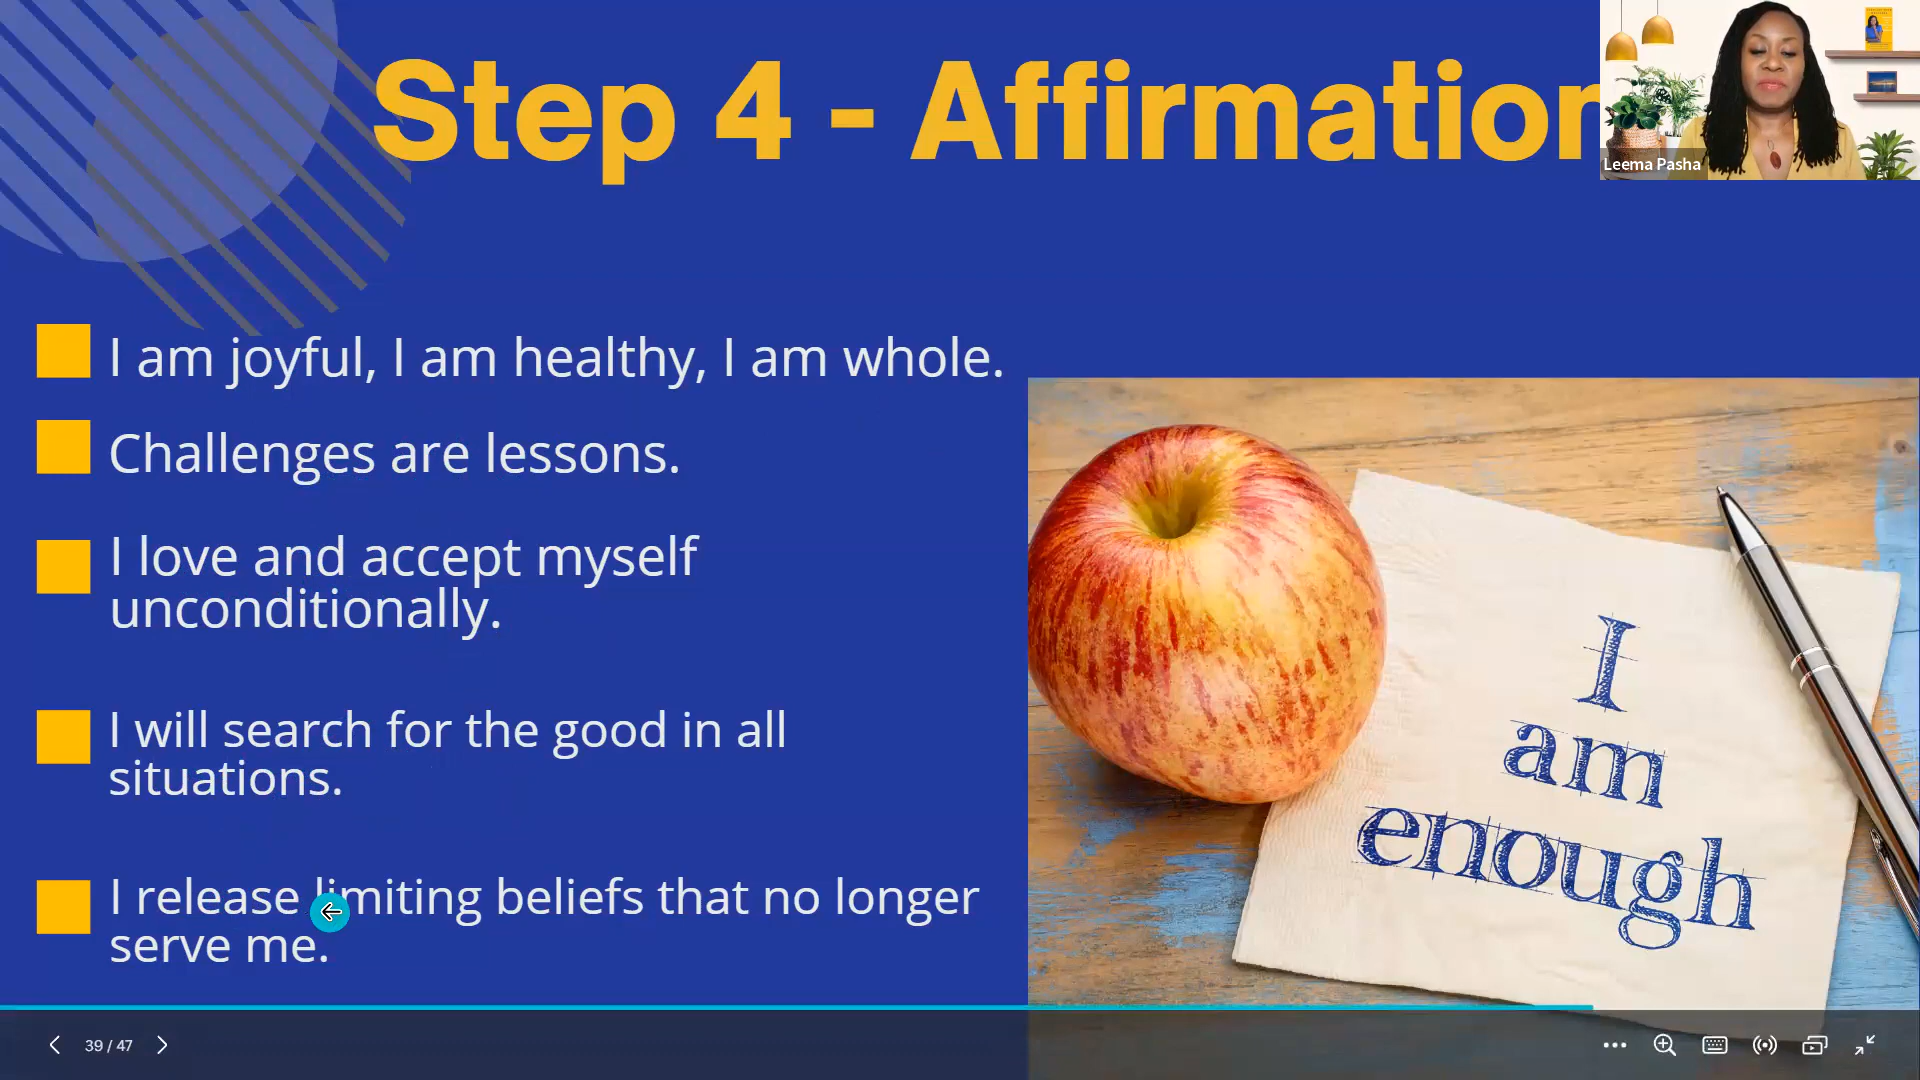 Step 4 - Affirmation
Leema Pasha
I am joyful, I am healthy, I am whole.
Challenges are lessons.
I love and accept myself
unconditionally.
I will search for the good in all
situations.
I release limiting beliefs that no longer
serve me.
I
am
enough
39 / 47